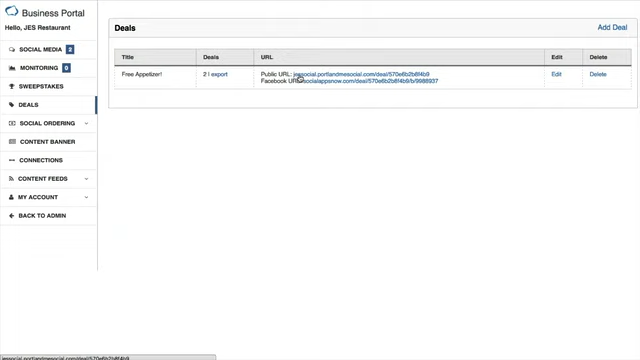 Business Portal
Hello, JES Restaurant
SOCIAL MEDIA 2
MONITORING 0
SWEEPSTAKES
DEALS
SOCIAL ORDERING
CONTENT BANNER
CONNECTIONS
CONTENT FEEDS
MY ACCOUNT
BACK TO ADMIN
Deals
Add Deal
Title Deals URL Edit Delete
Free Appetizer! 2 | export Public URL: jessocial.portlandmesocial.com/deal/570e6b2b8f4b9 Edit Delete
Facebook URL: socialappsnow.com/deal/570e6b2b8f4b9/b/9988937
jessocial.portlandmesocial.com/deal/570e6b2b8f4b9